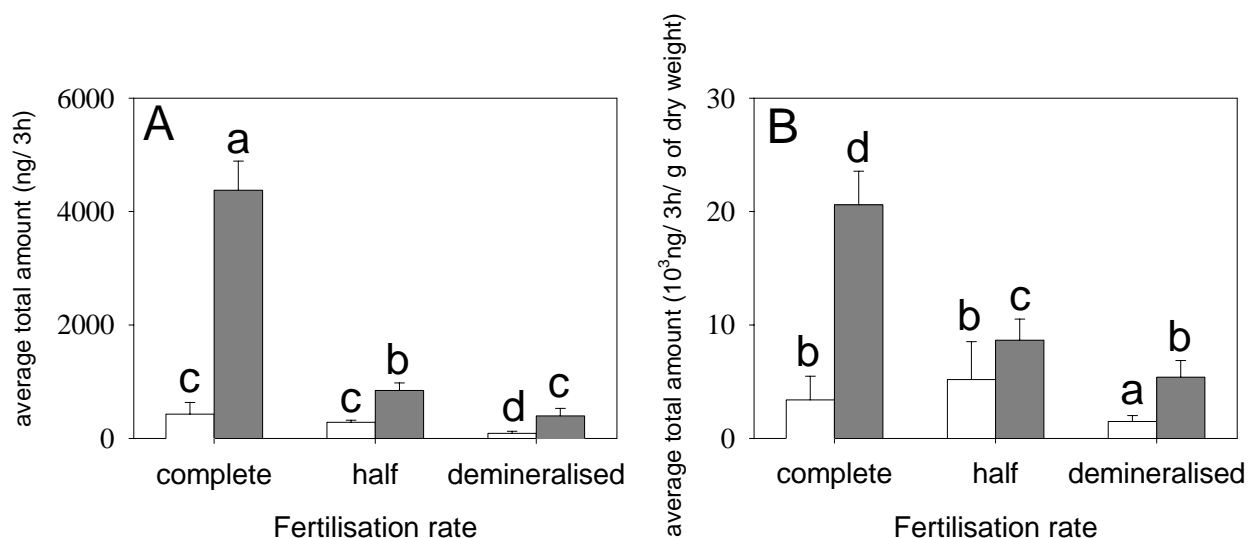 average total amount (ng/ 3h)
6000
4000
2000
0
A
c
a
c
b
d
c
complete half demineralised
Fertilisation rate
average total amount (10³ng/ 3h/ g of dry weight)
30
20
10
0
B
b
d
b
c
a
b
complete half demineralised
Fertilisation rate